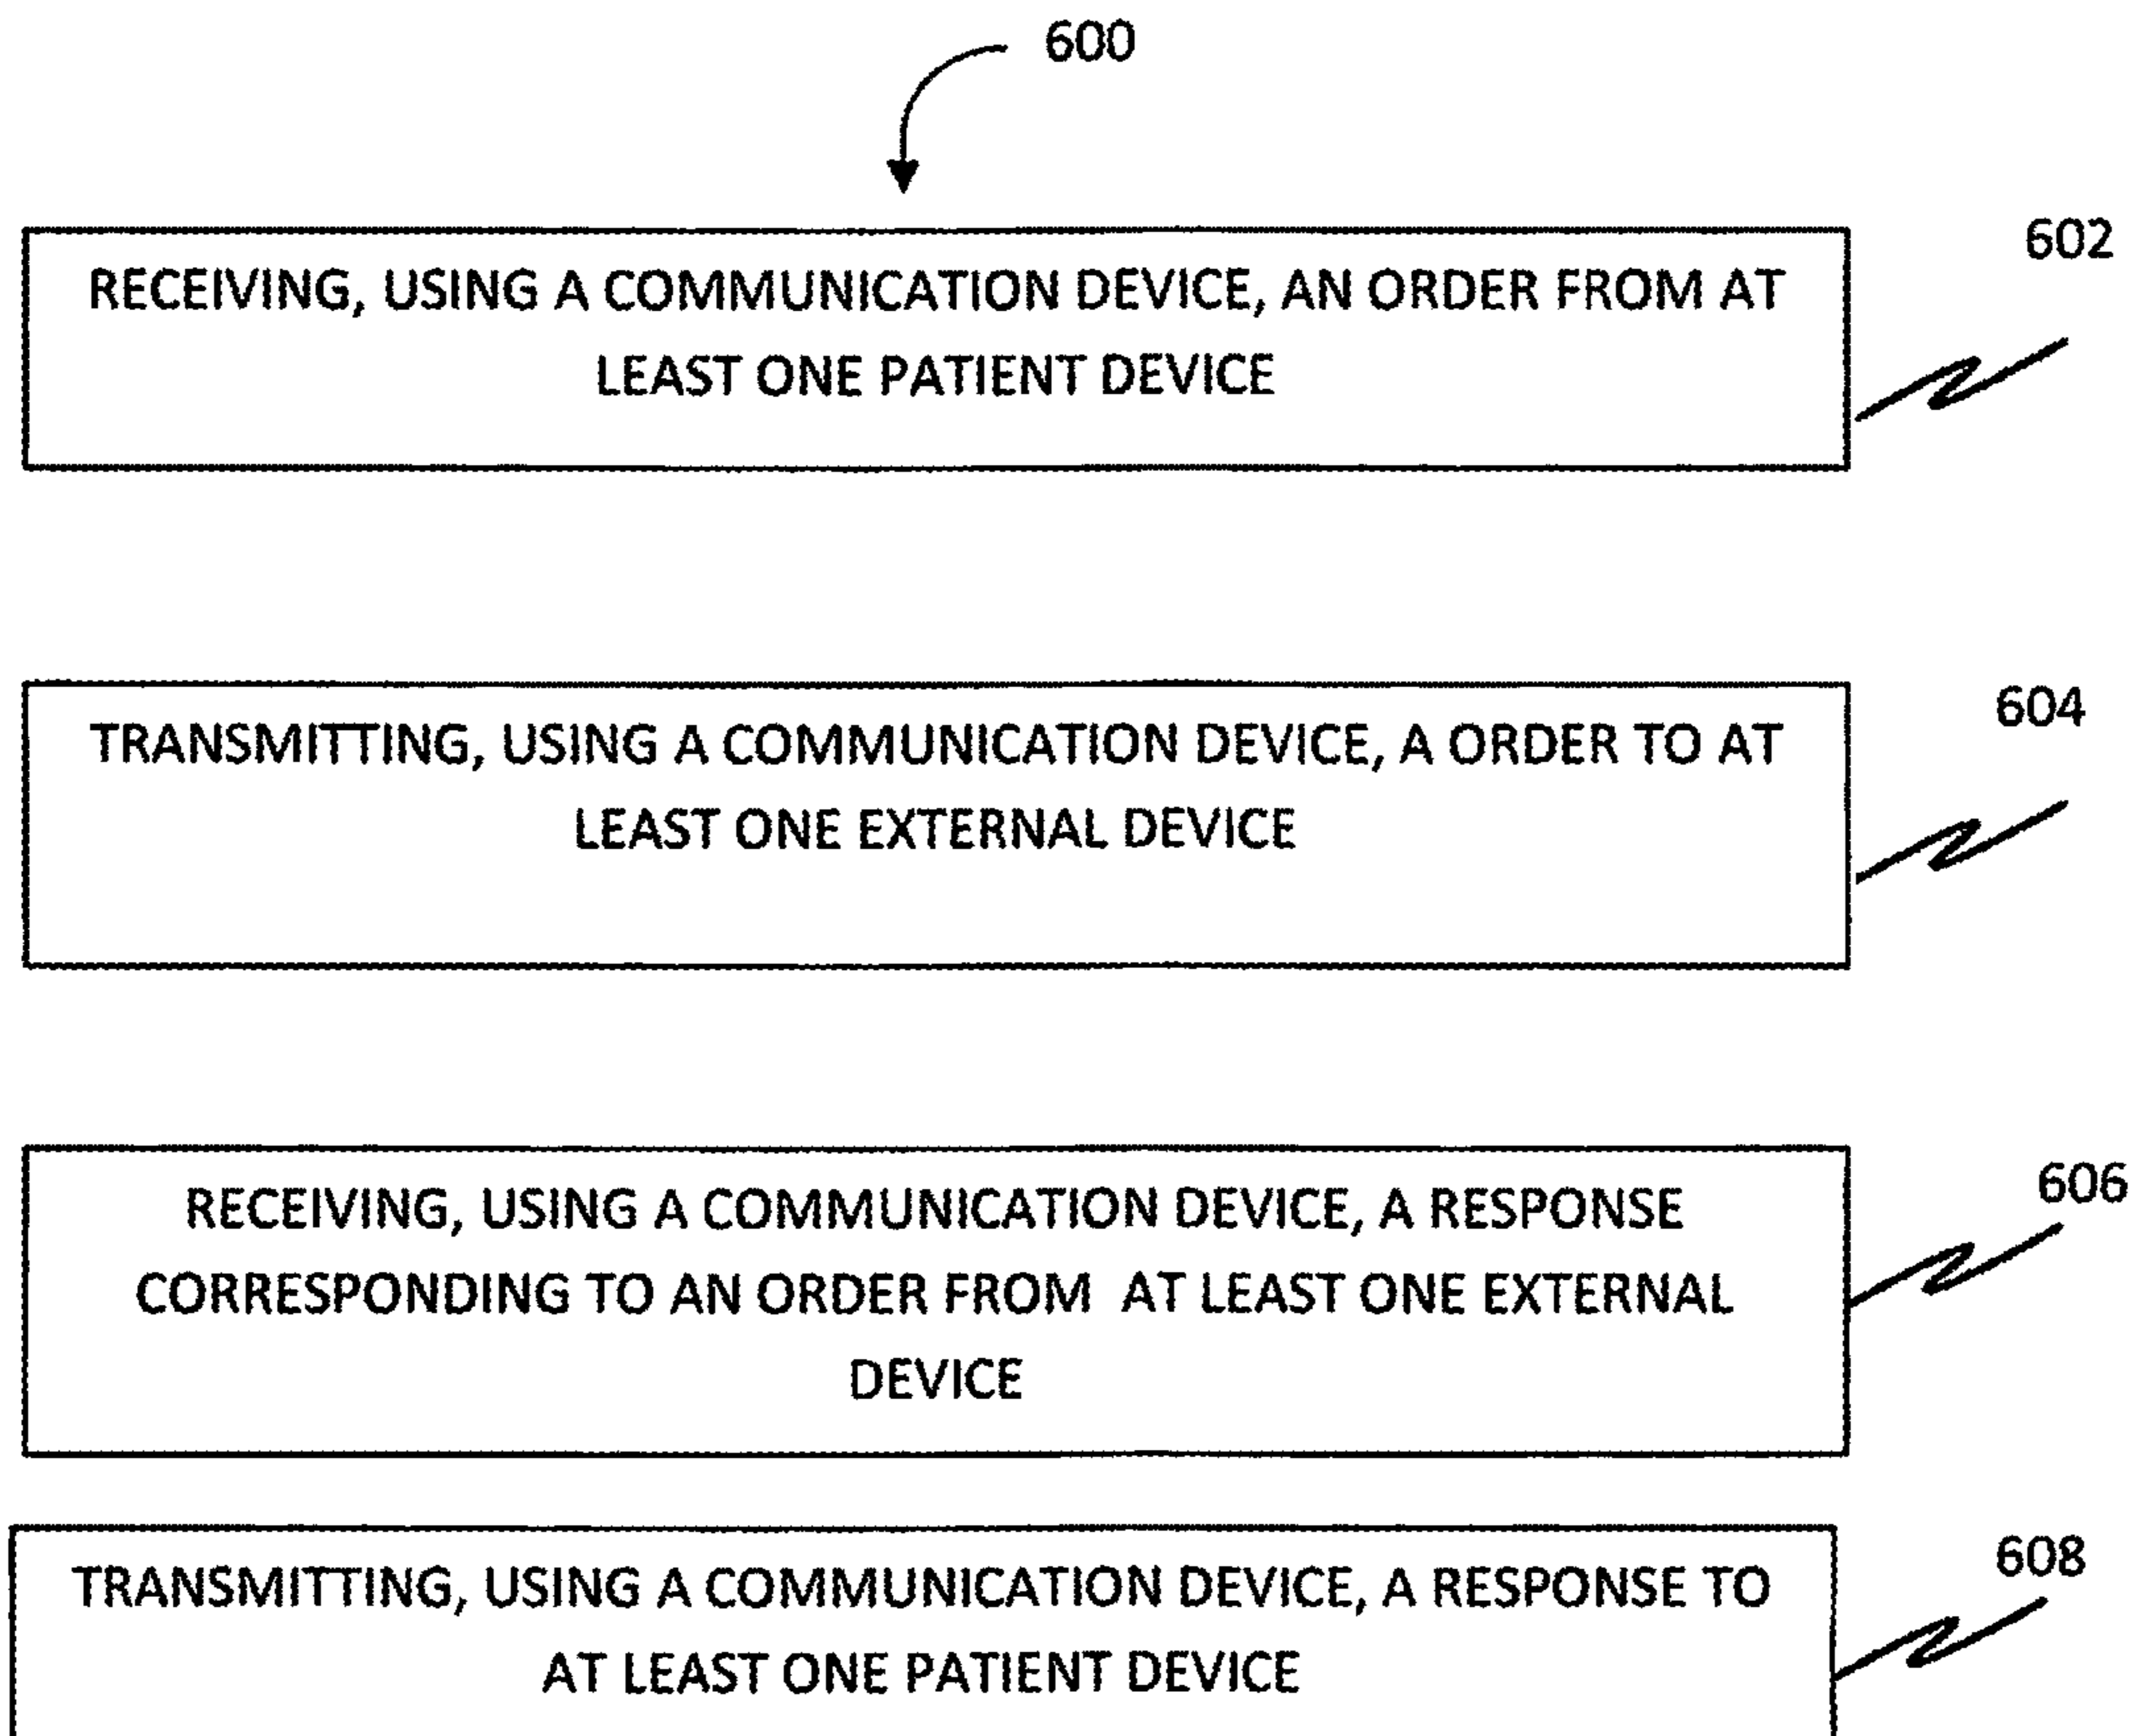 600
602
RECEIVING, USING A COMMUNICATION DEVICE, AN ORDER FROM AT
LEAST ONE PATIENT DEVICE
604
TRANSMITTING, USING A COMMUNICATION DEVICE, A ORDER TO AT
LEAST ONE EXTERNAL DEVICE
606
RECEIVING, USING A COMMUNICATION DEVICE, A RESPONSE
CORRESPONDING TO AN ORDER FROM AT LEAST ONE EXTERNAL
DEVICE
608
TRANSMITTING, USING A COMMUNICATION DEVICE, A RESPONSE TO
AT LEAST ONE PATIENT DEVICE